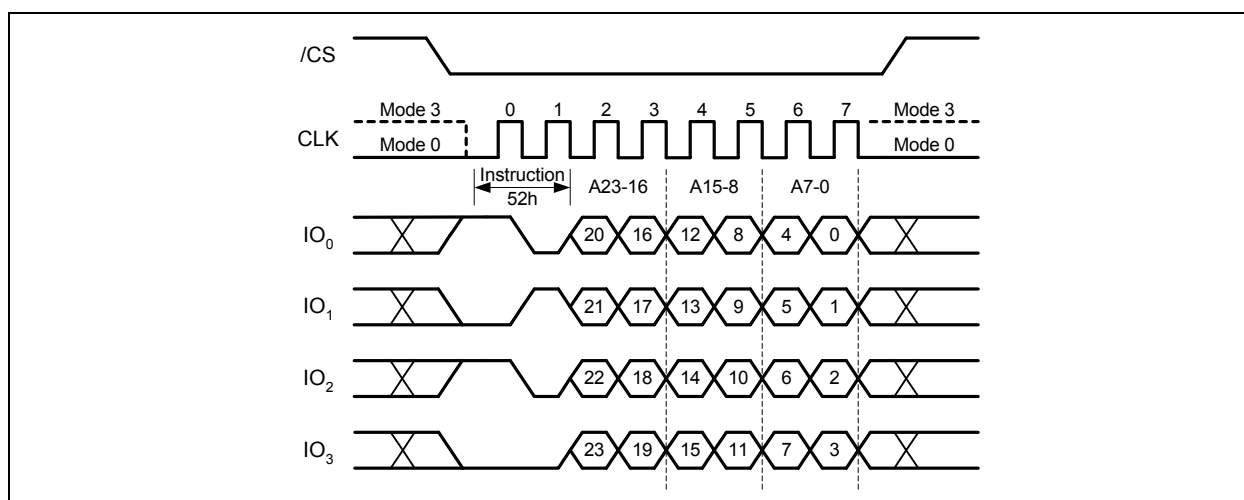 /CS
Mode 3 0 1 2 3 4 5 6 7 Mode 3
CLK
Mode 0 Mode 0
Instruction
52h
A23-16 A15-8 A7-0
IO0 20 16 12 8 4 0
IO1 21 17 13 9 5 1
IO2 22 18 14 10 6 2
IO3 23 19 15 11 7 3